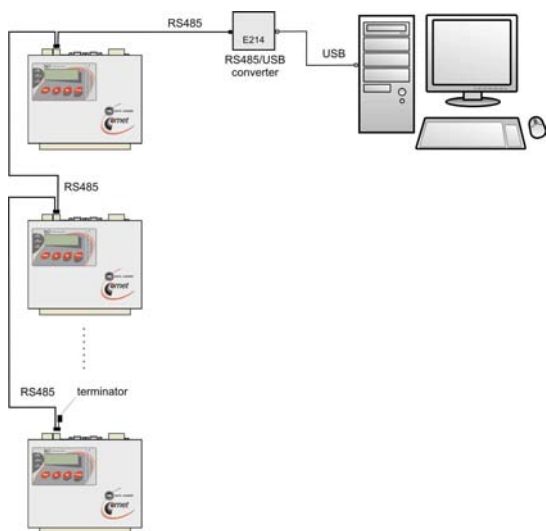 RS485
E214
RS485/USB
converter
USB
RS485
RS485
terminator